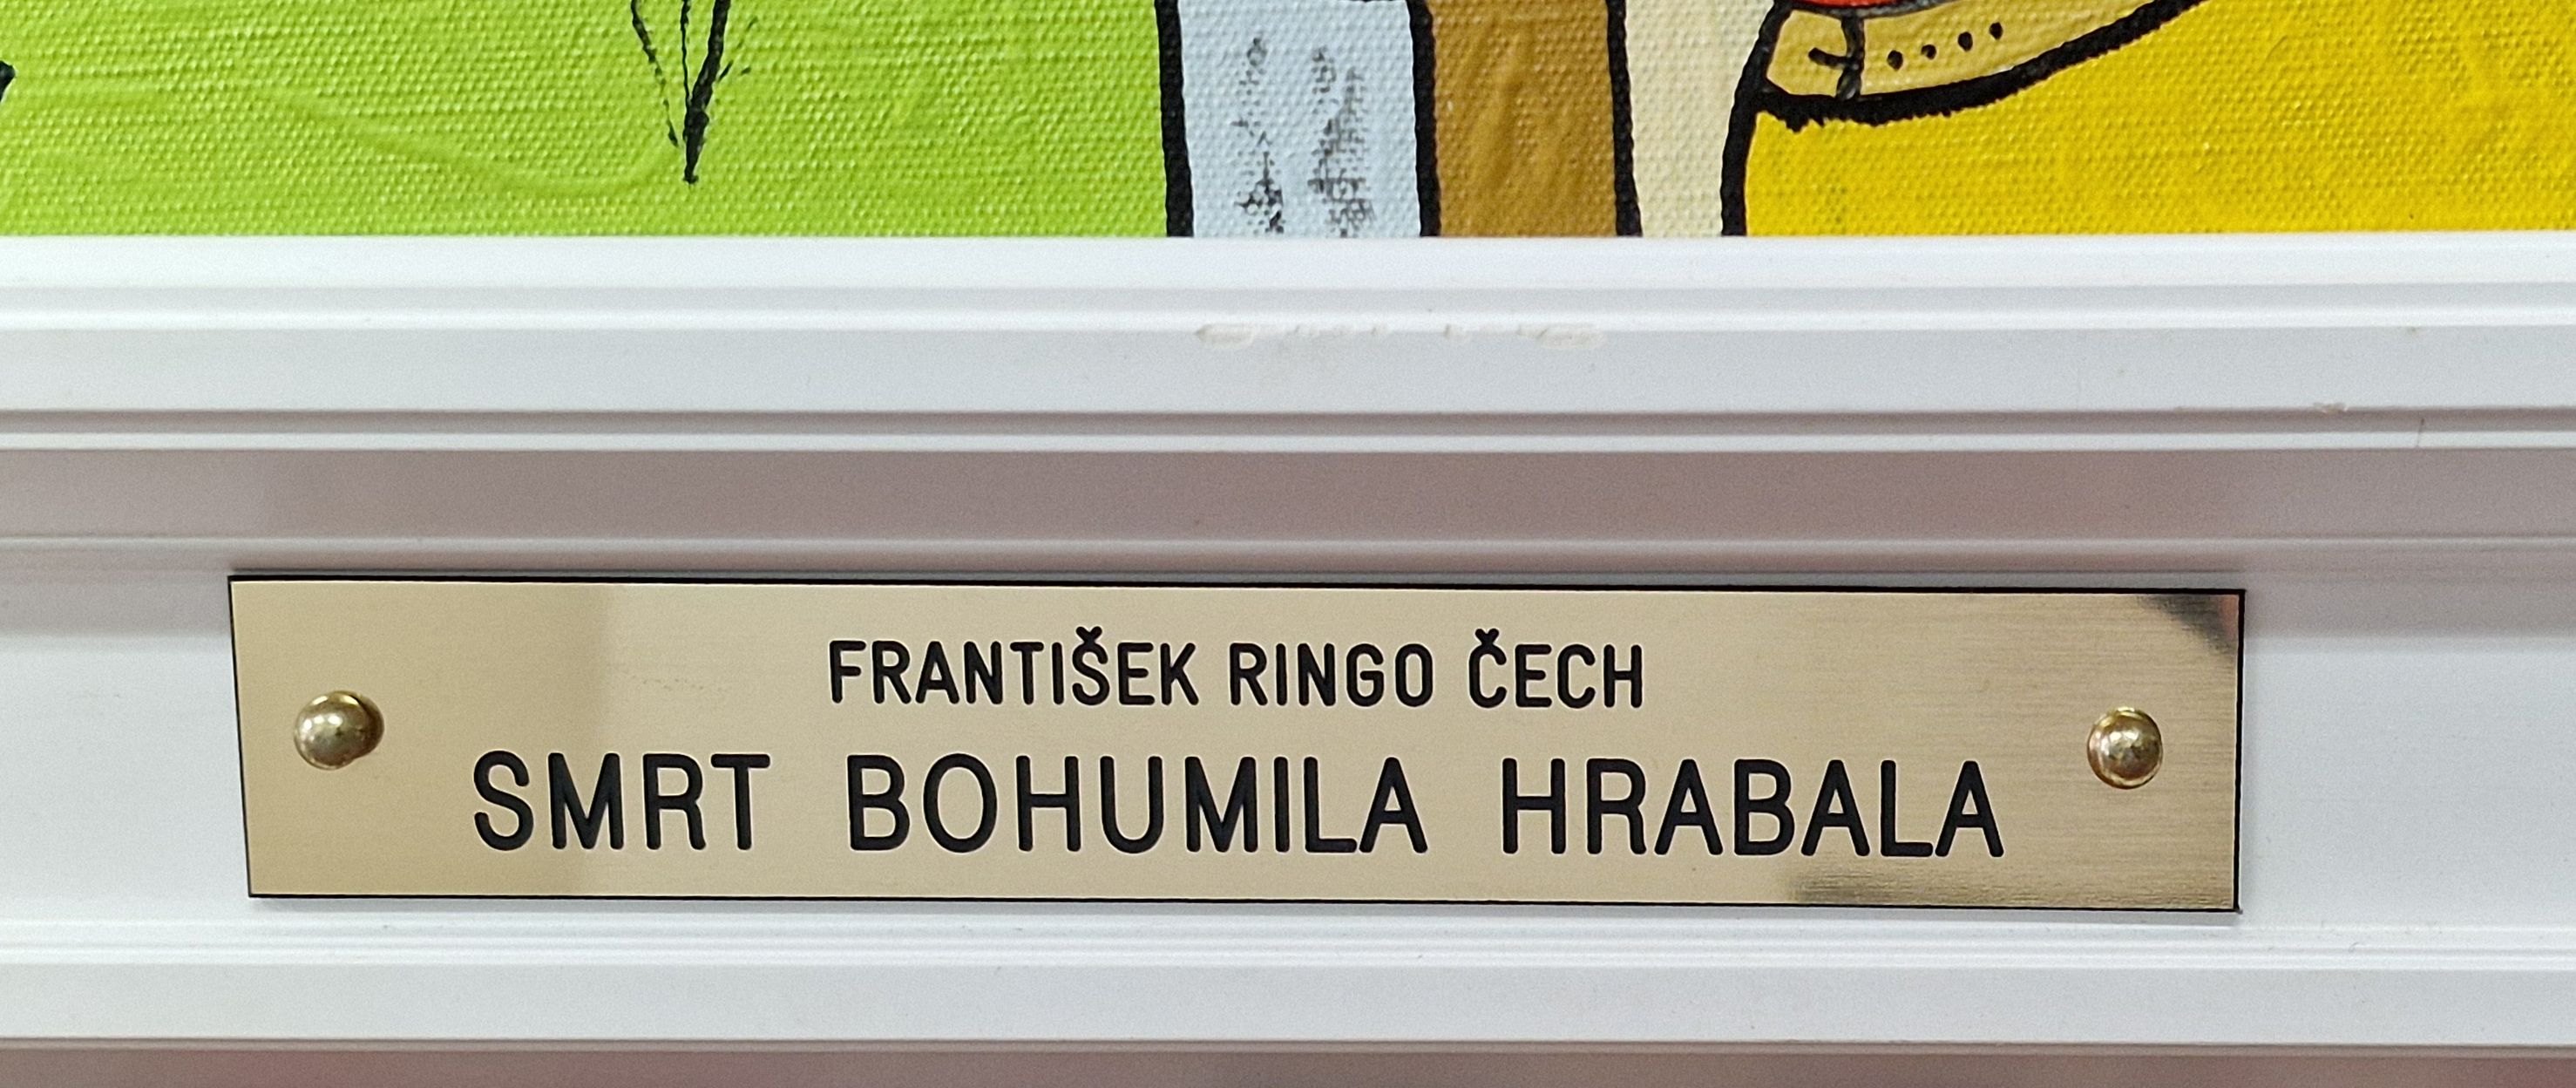 FRANTIŠEK RINGO ČECH
SMRT BOHUMILA HRABALA